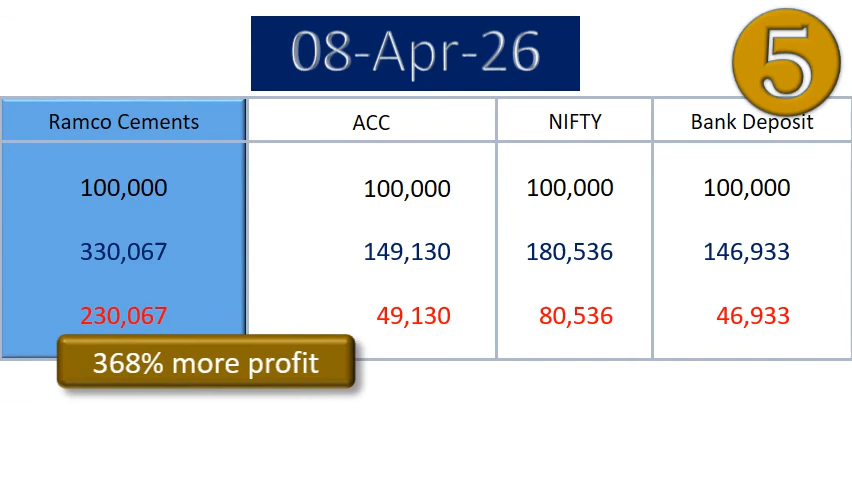 08-Apr-26
5
Ramco Cements ACC NIFTY Bank Deposit
100,000 100,000 100,000 100,000
330,067 149,130 180,536 146,933
230,067 49,130 80,536 46,933
368% more profit